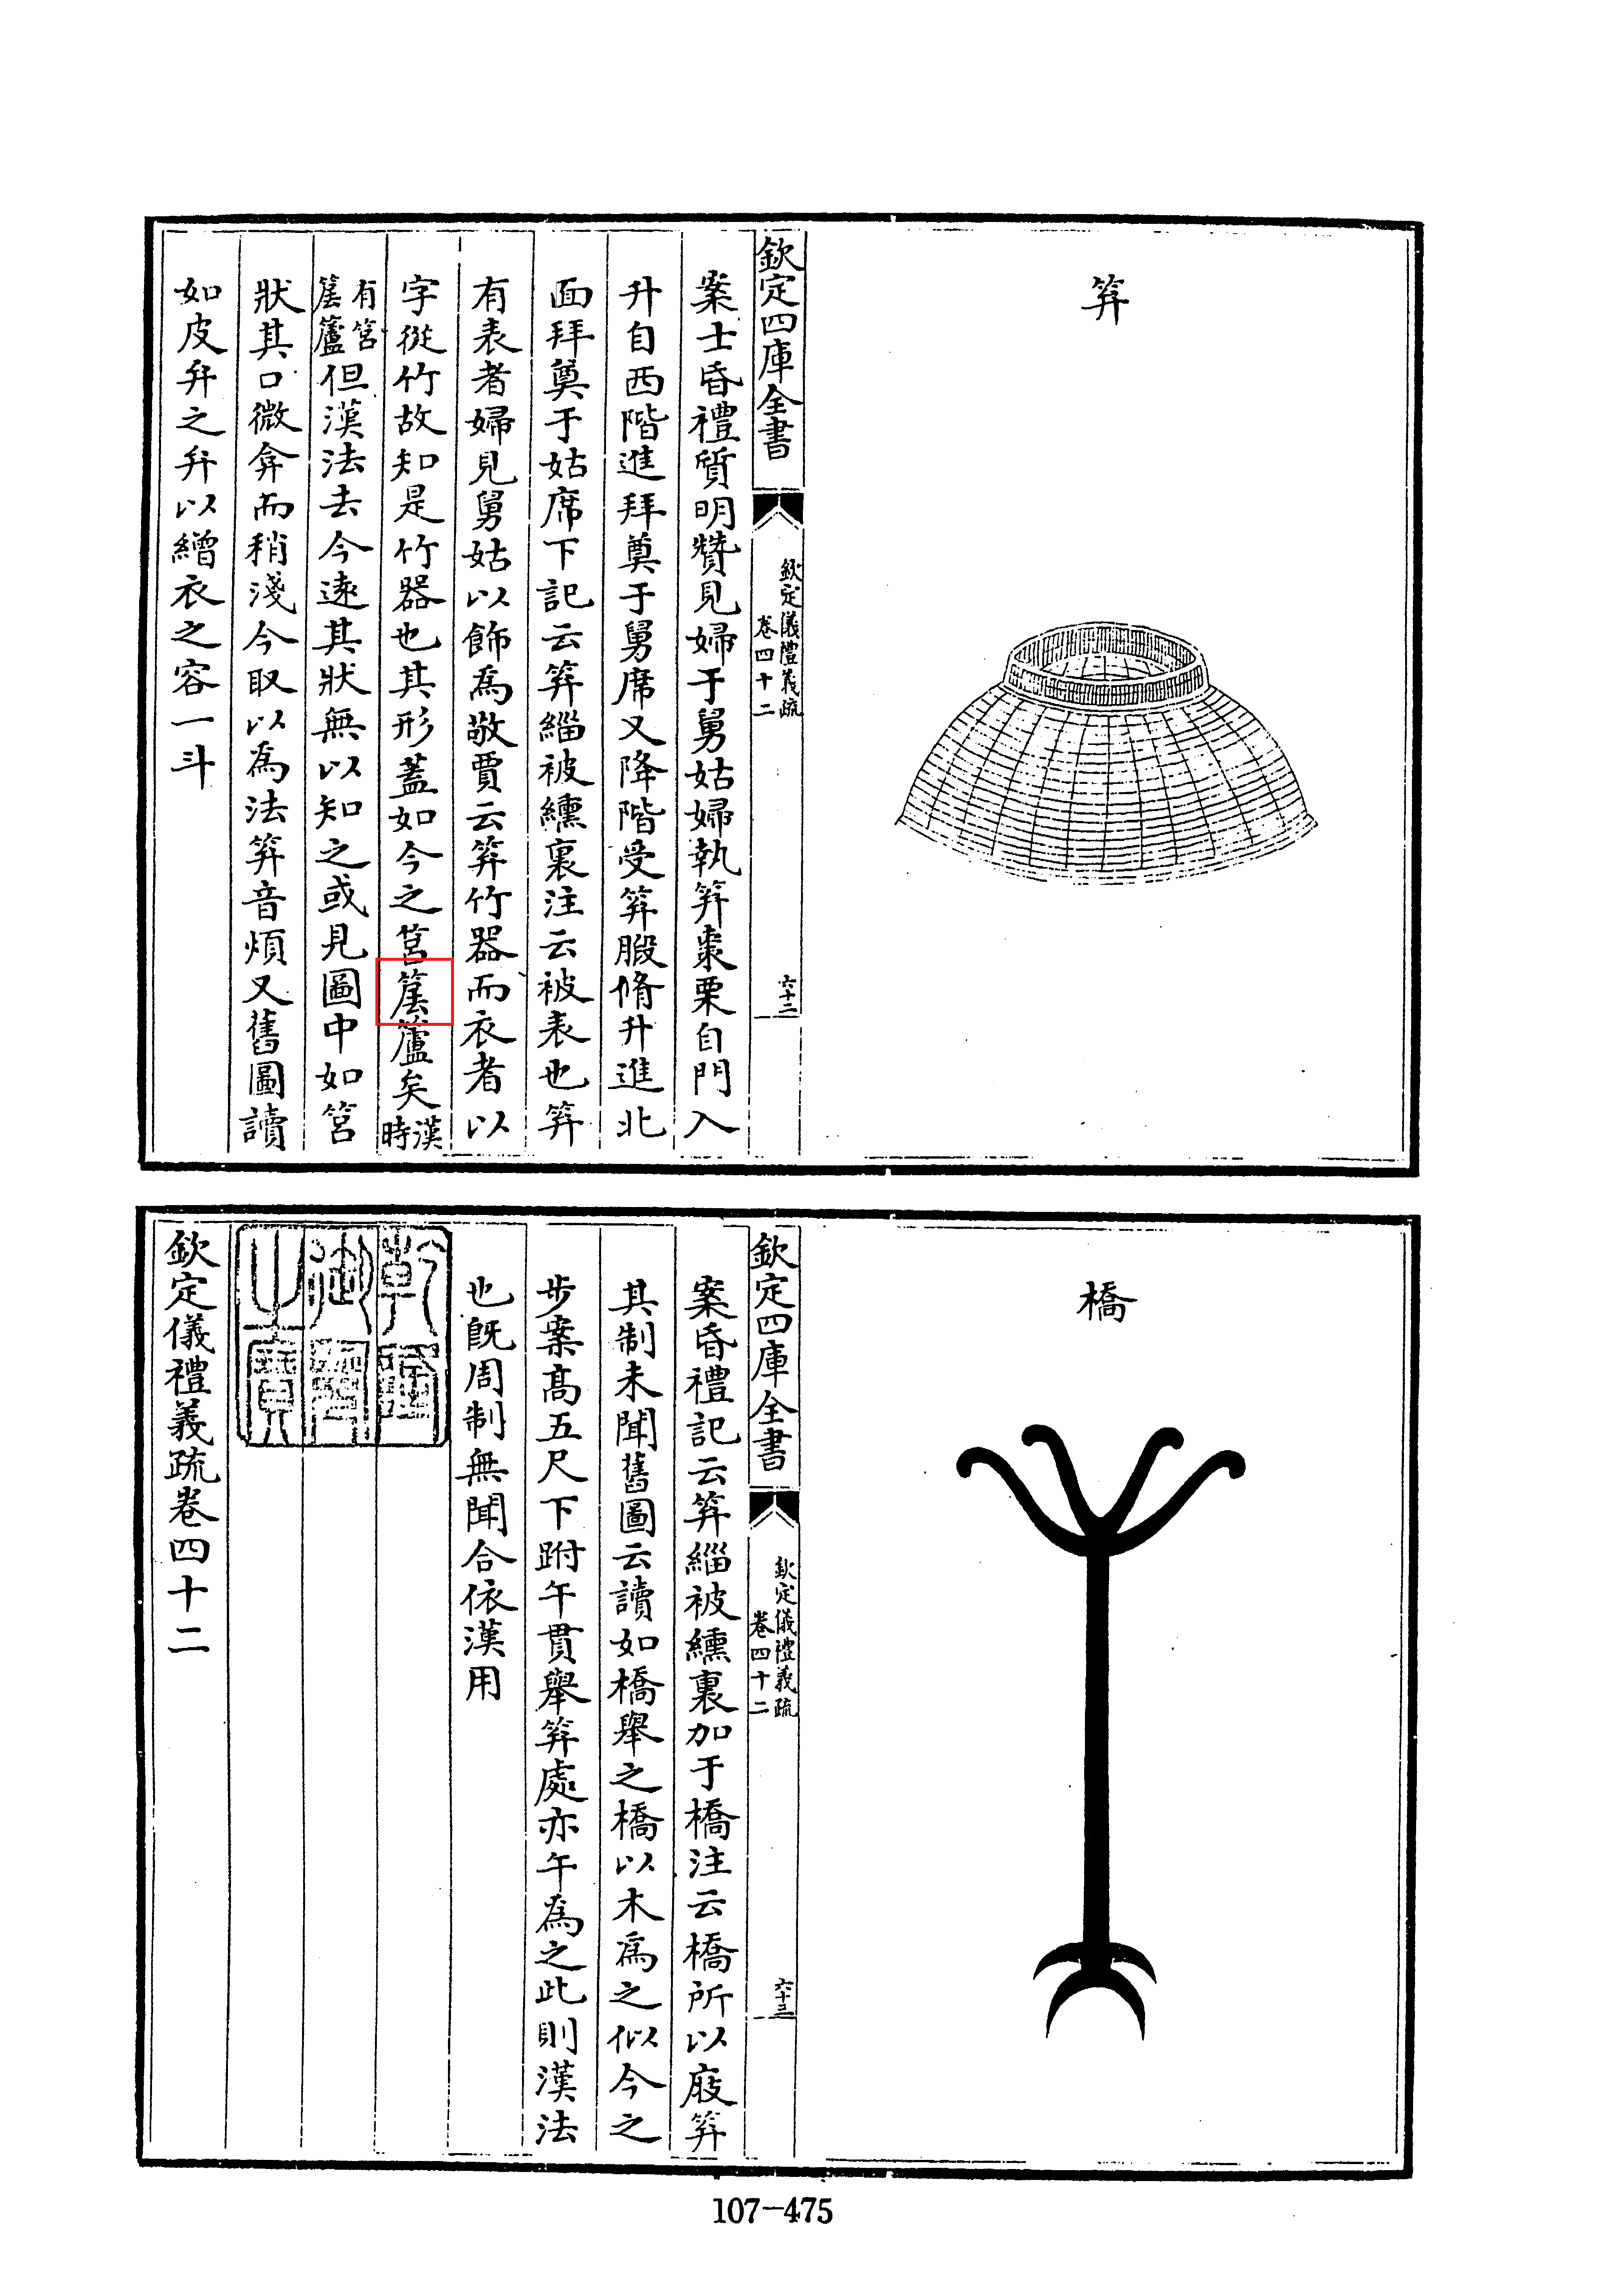 笲
欽定四庫全書
欽定儀禮義疏
卷四十二
六十二
案士昏禮質明贊見婦于舅姑婦執笲棗栗自門入
升自西階進拜奠于舅席又降階受笲腶脩升進北
面拜奠于姑席下記云笲緇被纁裏注云被表也笲
有表者婦見舅姑以飾為敬賈云笲竹器而衣者以
字從竹故知是竹器也其形蓋如今之筥𥬔籚矣漢時
有筥𥬔籚但漢法去今遠其狀無以知之或見圖中如筥
狀其口微弇而稍淺今取以為法笲音煩又舊圖讀
如皮弁之弁以繒衣之容一斗
橋
欽定四庫全書
欽定儀禮義疏
卷四十二
六十三
案昏禮記云笲緇被纁裏加于橋注云橋所以庪笲
其制未聞舊圖云讀如橋舉之橋以木為之似今之
步案高五尺下跗午貫舉笲處亦午為之此則漢法
也既周制無聞合依漢用
乾隆御覽之寶
欽定儀禮義疏卷四十二
107-475